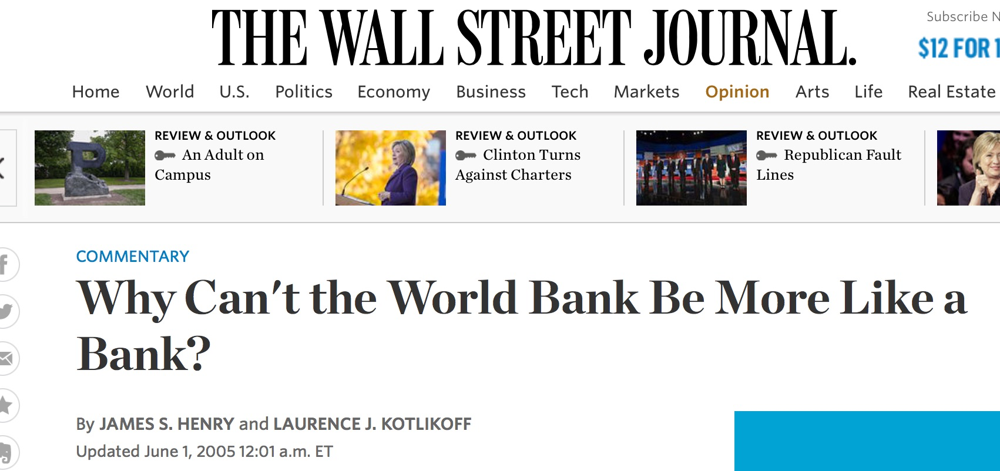 THE WALL STREET JOURNAL.
Subscribe N
$12 FOR 1
Home World U.S. Politics Economy Business Tech Markets Opinion Arts Life Real Estate
REVIEW & OUTLOOK
An Adult on
Campus
REVIEW & OUTLOOK
Clinton Turns
Against Charters
REVIEW & OUTLOOK
Republican Fault
Lines
COMMENTARY
Why Can't the World Bank Be More Like a
Bank?
By JAMES S. HENRY and LAURENCE J. KOTLIKOFF
Updated June 1, 2005 12:01 a.m. ET